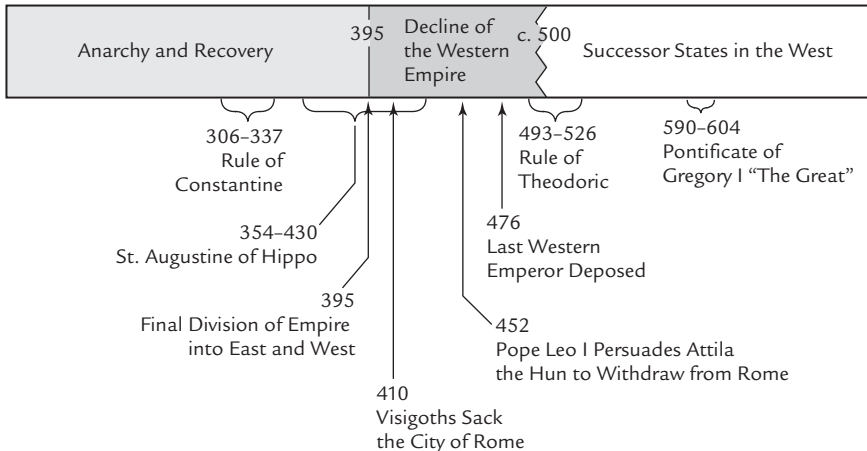 Anarchy and Recovery
395
Decline of
the Western
Empire
c. 500
Successor States in the West
306–337
Rule of
Constantine
493–526
Rule of
Theodoric
590–604
Pontificate of
Gregory I “The Great”
354–430
St. Augustine of Hippo
476
Last Western
Emperor Deposed
395
Final Division of Empire
into East and West
452
Pope Leo I Persuades Attila
the Hun to Withdraw from Rome
410
Visigoths Sack
the City of Rome